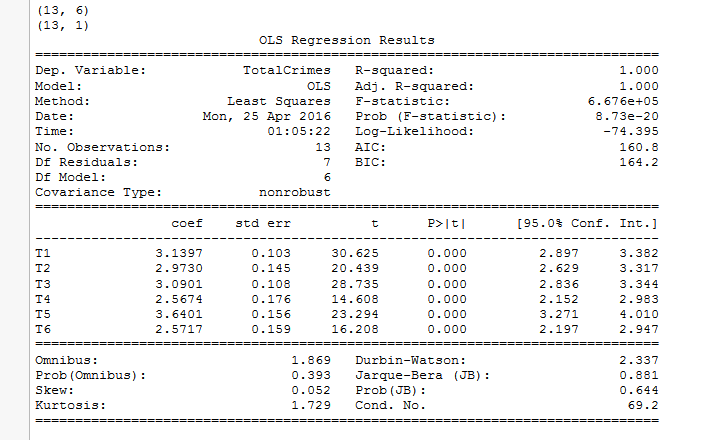 (13, 6)
(13, 1)
OLS Regression Results
==============================================================================
Dep. Variable: TotalCrimes R-squared: 1.000
Model: OLS Adj. R-squared: 1.000
Method: Least Squares F-statistic: 6.676e+05
Date: Mon, 25 Apr 2016 Prob (F-statistic): 8.73e-20
Time: 01:05:22 Log-Likelihood: -74.395
No. Observations: 13 AIC: 160.8
Df Residuals: 7 BIC: 164.2
Df Model: 6
Covariance Type: nonrobust
==============================================================================
coef std err t P>|t| [95.0% Conf. Int.]
------------------------------------------------------------------------------
T1 3.1397 0.103 30.625 0.000 2.897 3.382
T2 2.9730 0.145 20.439 0.000 2.629 3.317
T3 3.0901 0.108 28.735 0.000 2.836 3.344
T4 2.5674 0.176 14.608 0.000 2.152 2.983
T5 3.6401 0.156 23.294 0.000 3.271 4.010
T6 2.5717 0.159 16.208 0.000 2.197 2.947
==============================================================================
Omnibus: 1.869 Durbin-Watson: 2.337
Prob(Omnibus): 0.393 Jarque-Bera (JB): 0.881
Skew: 0.052 Prob(JB): 0.644
Kurtosis: 1.729 Cond. No. 69.2
==============================================================================